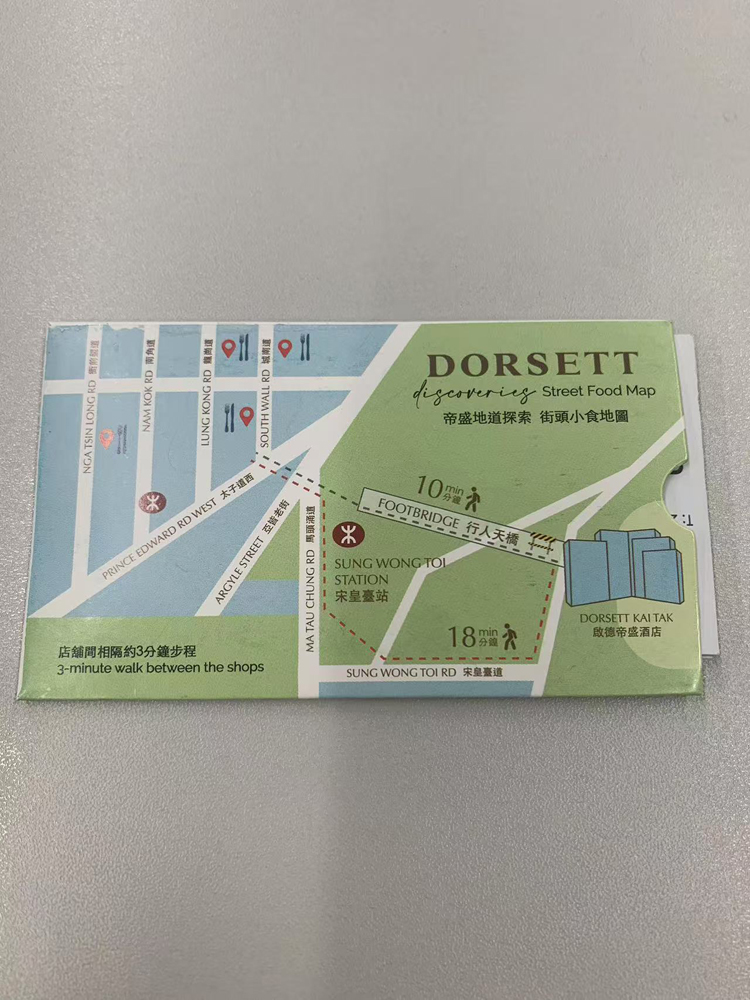 DORSETT
discoveries Street Food Map
帝盛地道探索 街頭小食地圖
NGA TSIN LONG RD 衙前塱道
NAM KOK RD 南角道
LUNG KONG RD 龍崗道
SOUTH WALL RD 城南道
PRINCE EDWARD RD WEST 太子道西
ARGYLE STREET 亞皆老街
MA TAU CHUNG RD 馬頭涌道
10 min 分鐘
FOOTBRIDGE 行人天橋
SUNG WONG TOI
STATION
宋皇臺站
DORSETT KAI TAK
啟德帝盛酒店
18 min 分鐘
SUNG WONG TOI RD 宋皇臺道
店舖間相隔約3分鐘步程
3-minute walk between the shops